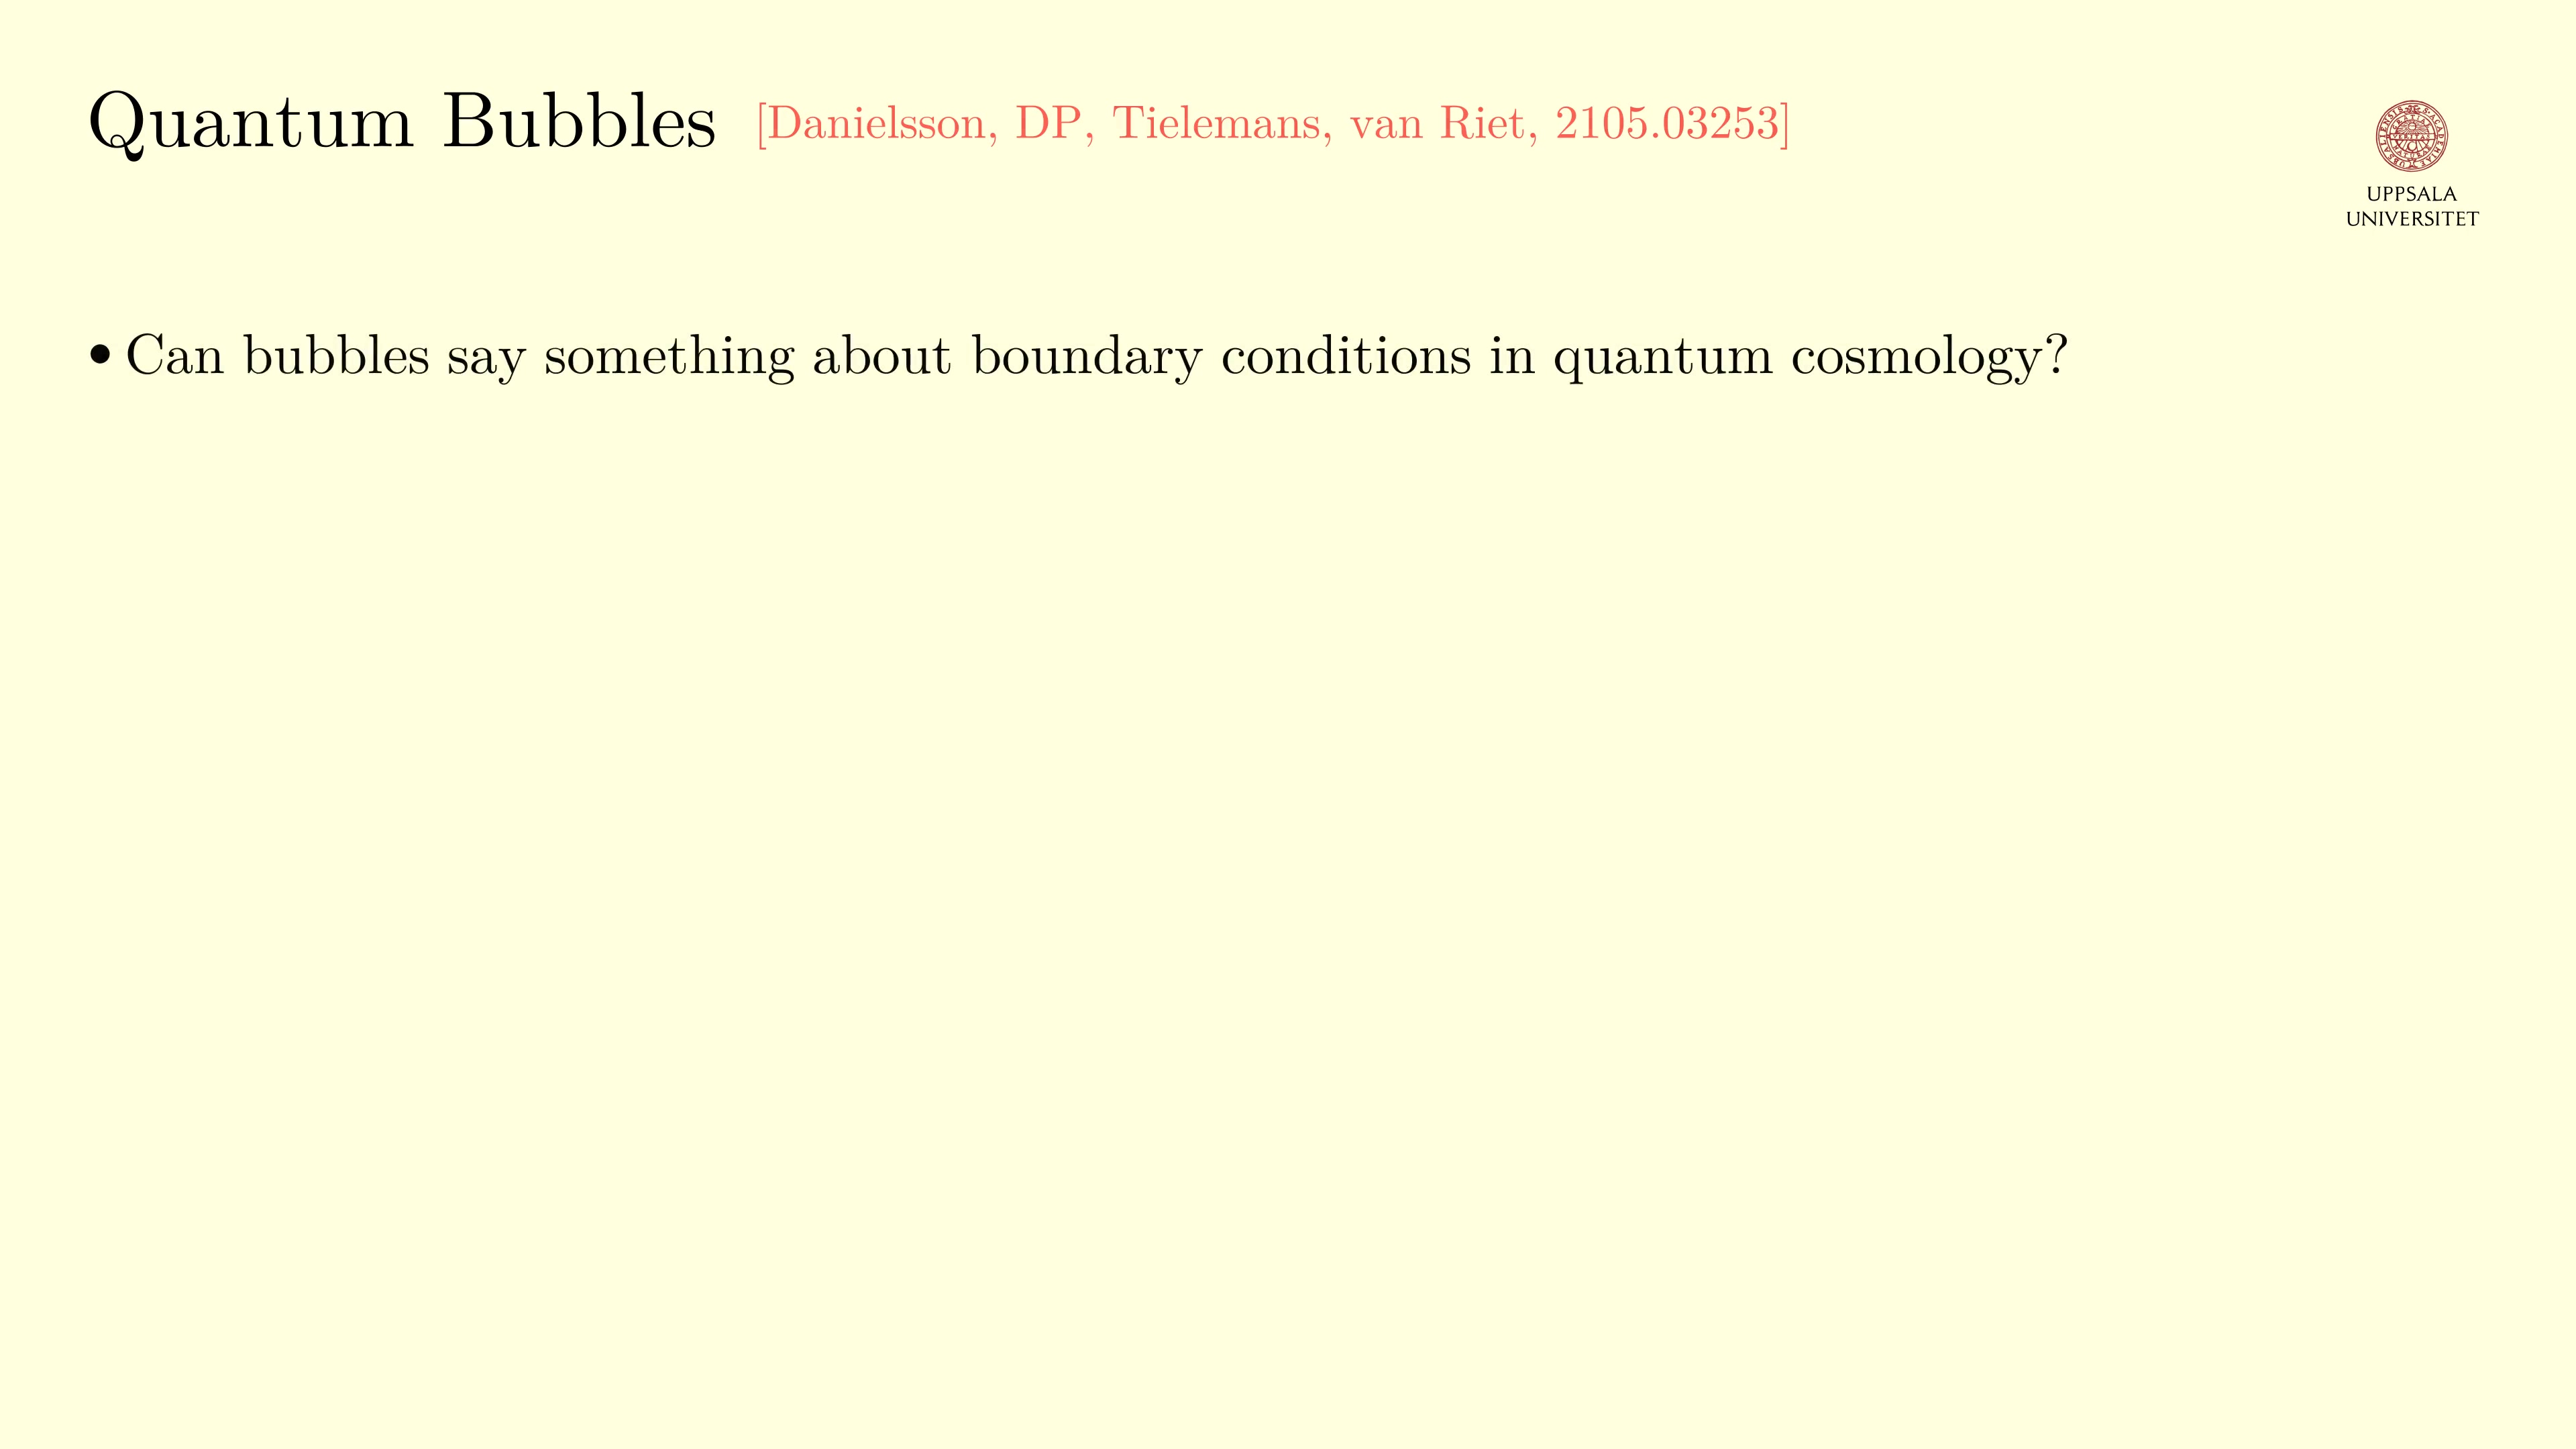 Quantum Bubbles [Danielsson, DP, Tielemans, van Riet, 2105.03253]
UPPSALA
UNIVERSITET
• Can bubbles say something about boundary conditions in quantum cosmology?